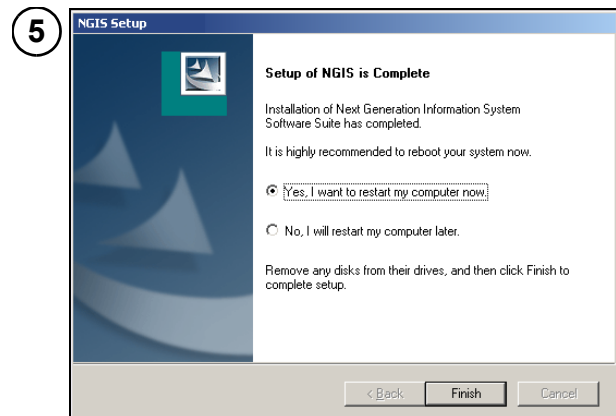 5
NGIS Setup
Setup of NGIS is Complete
Installation of Next Generation Information System
Software Suite has completed.
It is highly recommended to reboot your system now.
Yes, I want to restart my computer now.
No, I will restart my computer later.
Remove any disks from their drives, and then click Finish to
complete setup.
< Back Finish Cancel